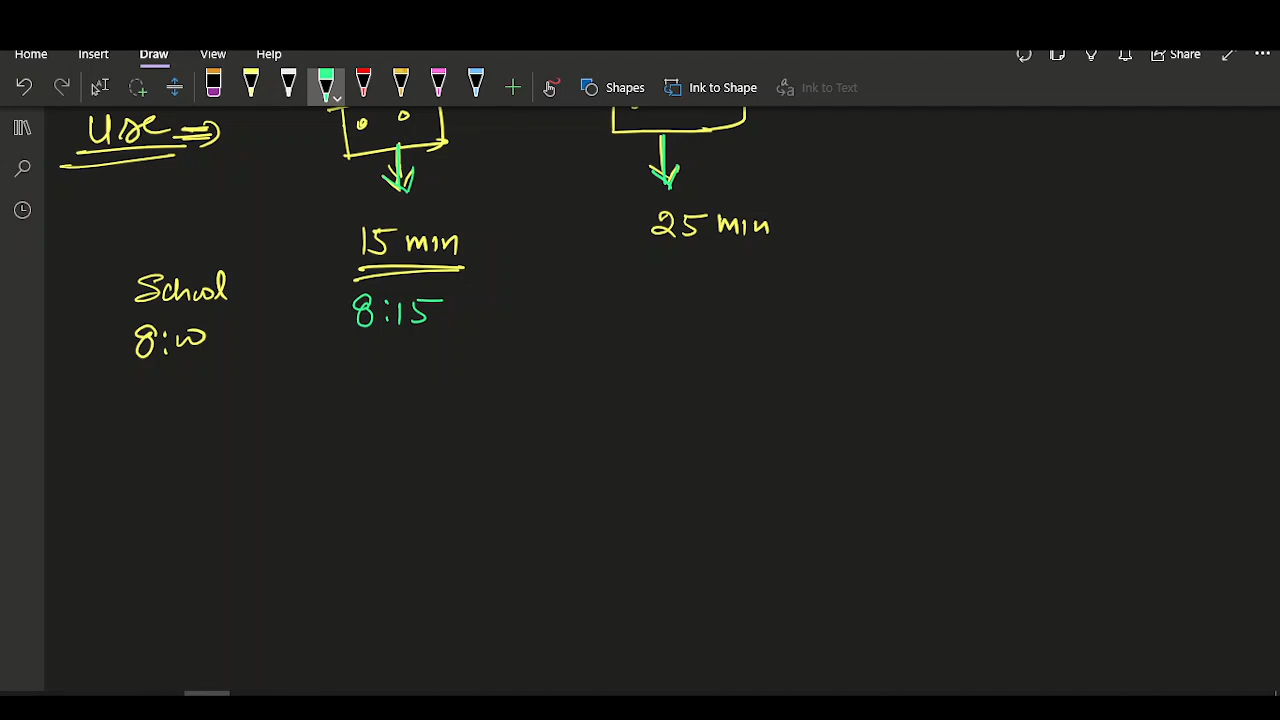 Home Insert Draw View Help Share
Shapes Ink to Shape Ink to Text
Use ⇒
15 min 25 min
School
8:00 8:15